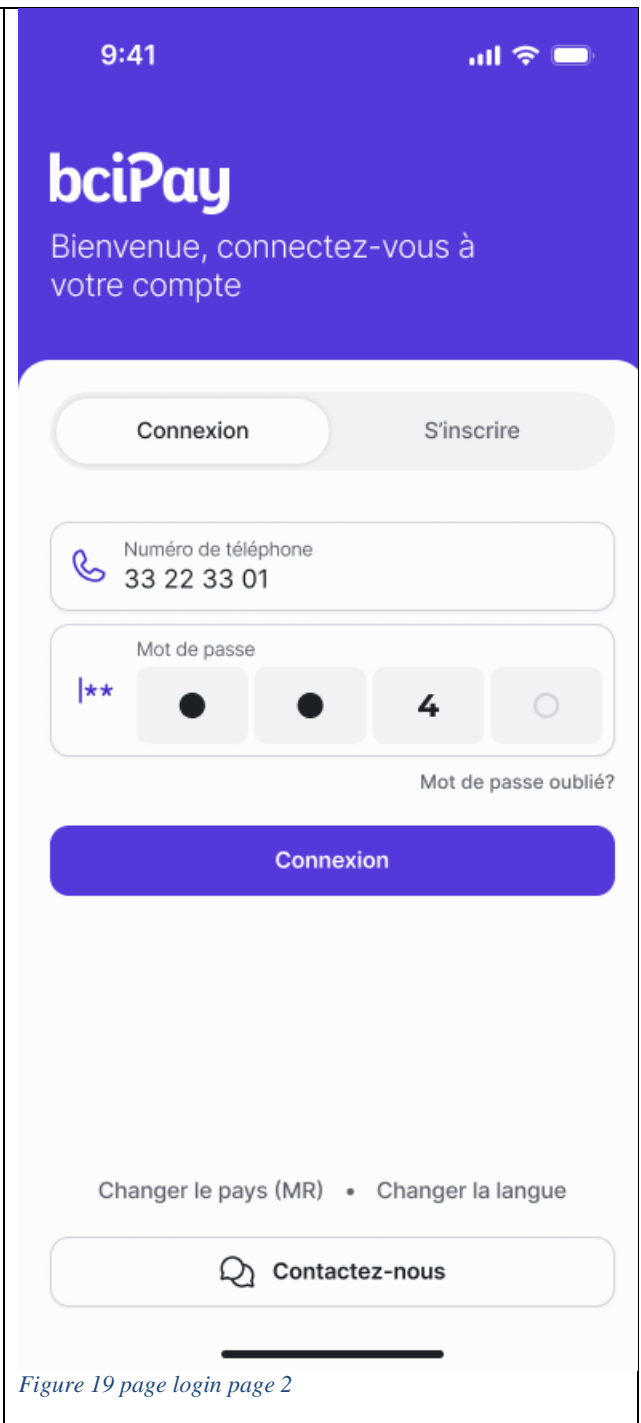 9:41
bciPay
Bienvenue, connectez-vous à
votre compte
Connexion
S'inscrire
Numéro de téléphone
33 22 33 01
Mot de passe
|**
4
Mot de passe oublié?
Connexion
Changer le pays (MR) • Changer la langue
Contactez-nous
Figure 19 page login page 2